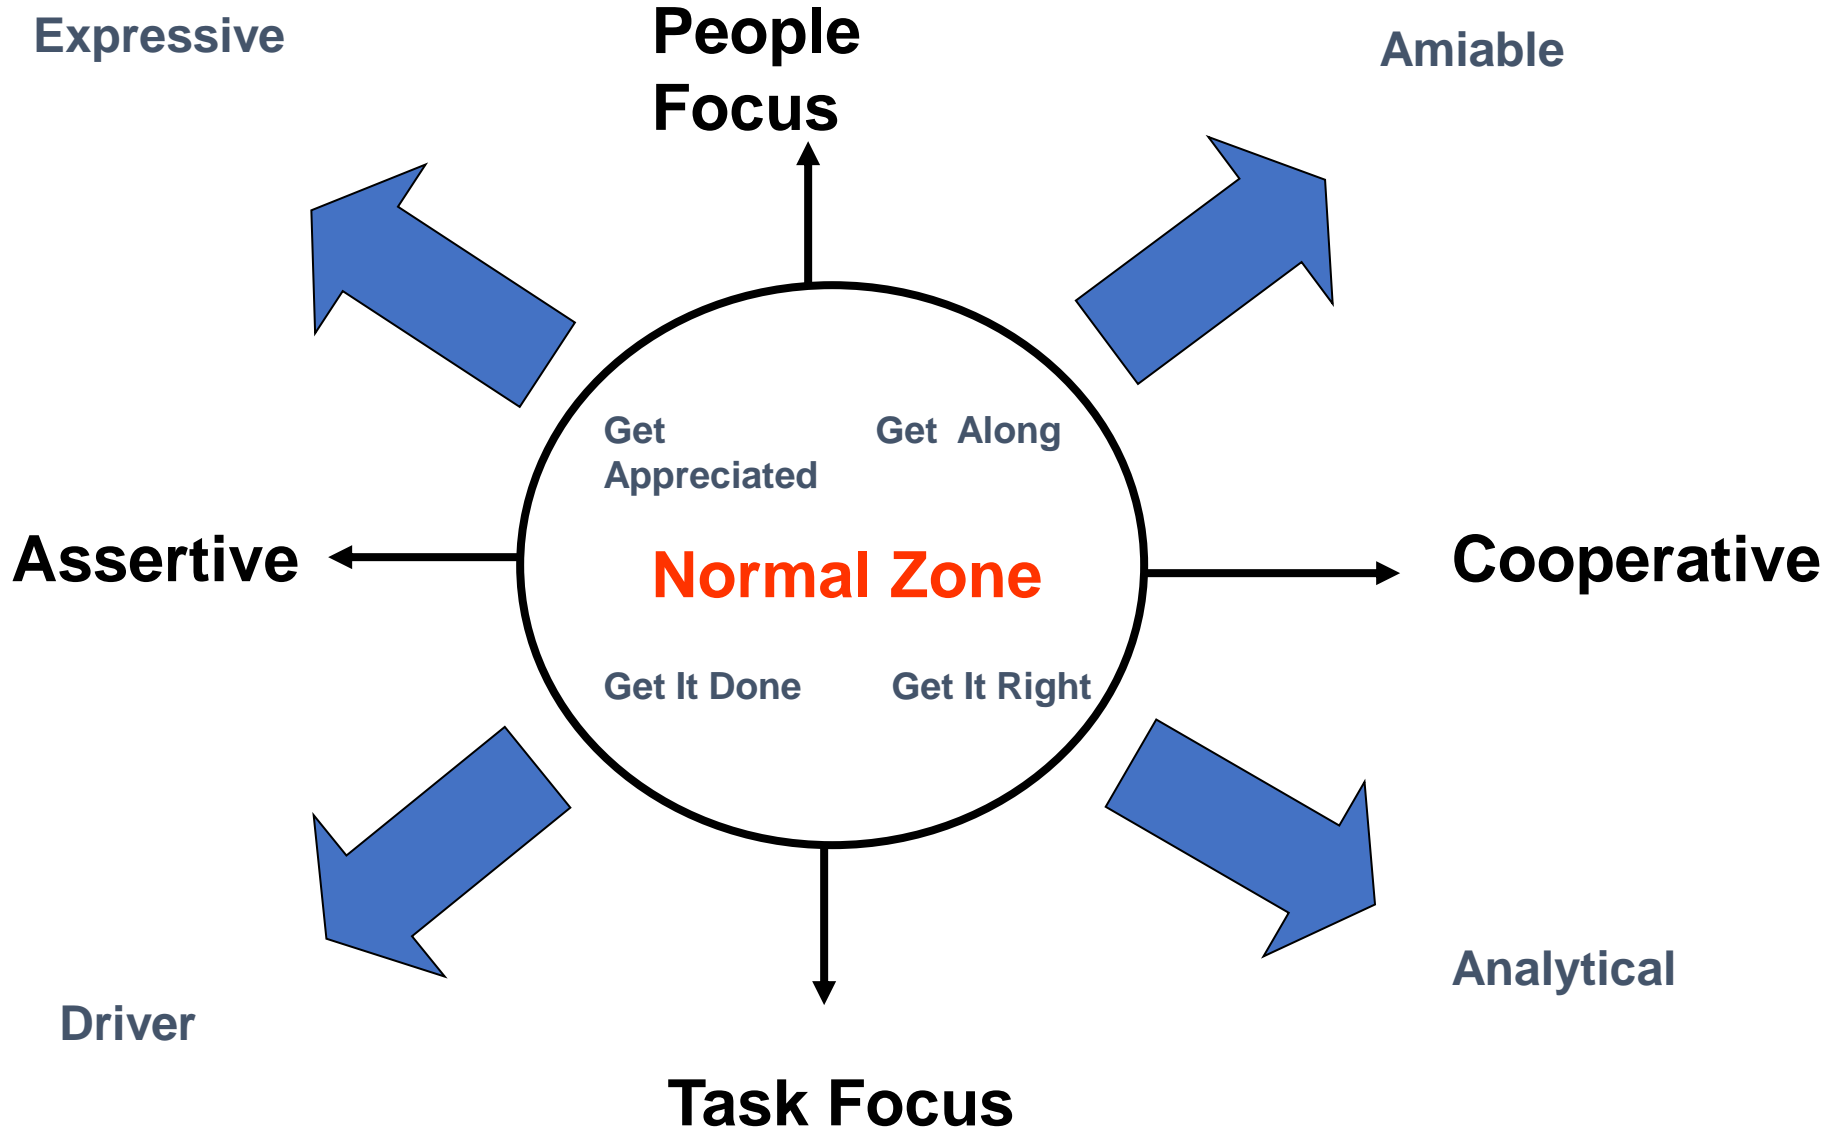 Expressive
People
Focus
Amiable
Get
Appreciated
Get  Along
Assertive
Normal Zone
Cooperative
Get It Done
Get It Right
Driver
Analytical
Task Focus